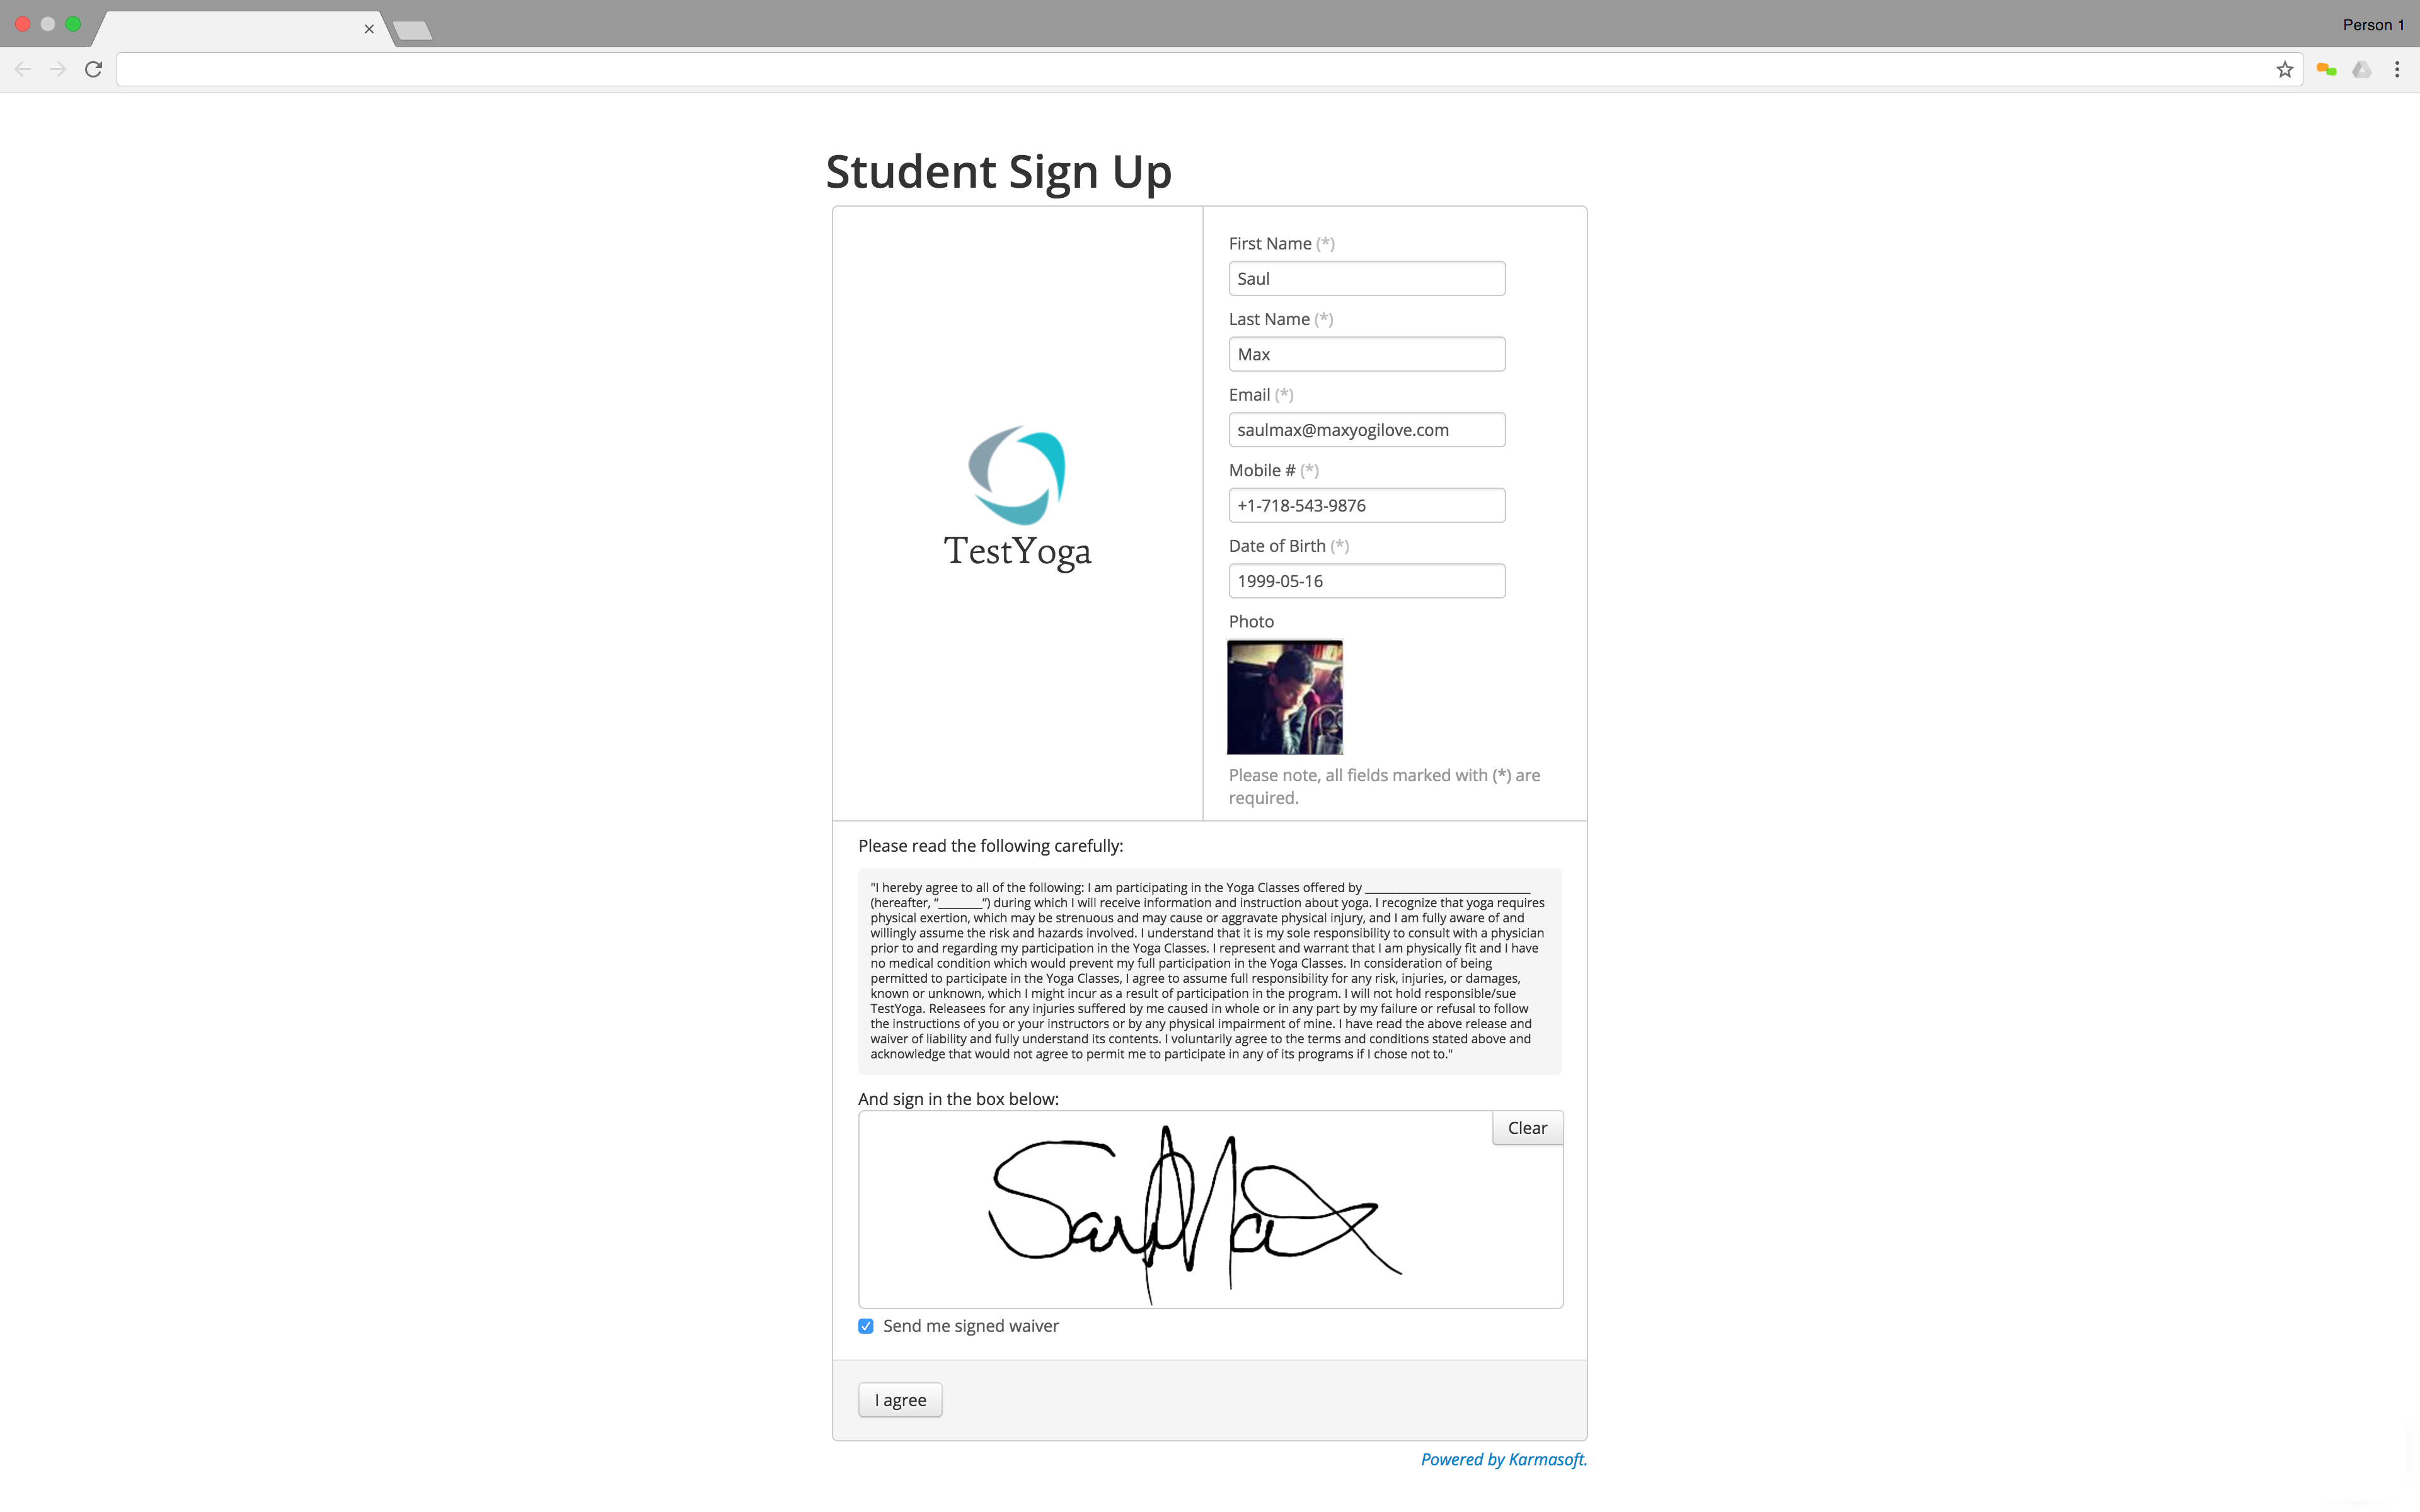 Person 1
Student Sign Up
TestYoga
First Name (*)
Saul
Last Name (*)
Max
Email (*)
saulmax@maxyogilove.com
Mobile # (*)
+1-718-543-9876
Date of Birth (*)
1999-05-16
Photo
Please note, all fields marked with (*) are
required.
Please read the following carefully:
"I hereby agree to all of the following: I am participating in the Yoga Classes offered by __________________________
(hereafter, “_______”) during which I will receive information and instruction about yoga. I recognize that yoga requires
physical exertion, which may be strenuous and may cause or aggravate physical injury, and I am fully aware of and
willingly assume the risk and hazards involved. I understand that it is my sole responsibility to consult with a physician
prior to and regarding my participation in the Yoga Classes. I represent and warrant that I am physically fit and I have
no medical condition which would prevent my full participation in the Yoga Classes. In consideration of being
permitted to participate in the Yoga Classes, I agree to assume full responsibility for any risk, injuries, or damages,
known or unknown, which I might incur as a result of participation in the program. I will not hold responsible/sue
TestYoga. Releasees for any injuries suffered by me caused in whole or in any part by my failure or refusal to follow
the instructions of you or your instructors or by any physical impairment of mine. I have read the above release and
waiver of liability and fully understand its contents. I voluntarily agree to the terms and conditions stated above and
acknowledge that would not agree to permit me to participate in any of its programs if I chose not to."
And sign in the box below:
Clear
Saul Max
Send me signed waiver
I agree
Powered by Karmasoft.